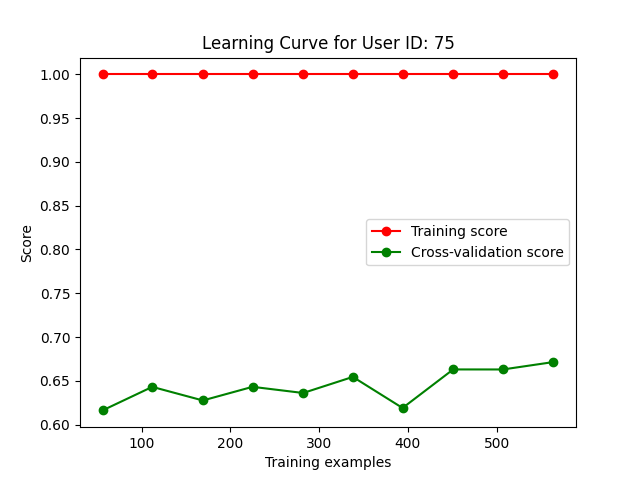 Learning Curve for User ID: 75
1.00
0.95
0.90
0.85
0.80
0.75
0.70
0.65
0.60
Score
Training score
Cross-validation score
100
200
300
400
500
Training examples